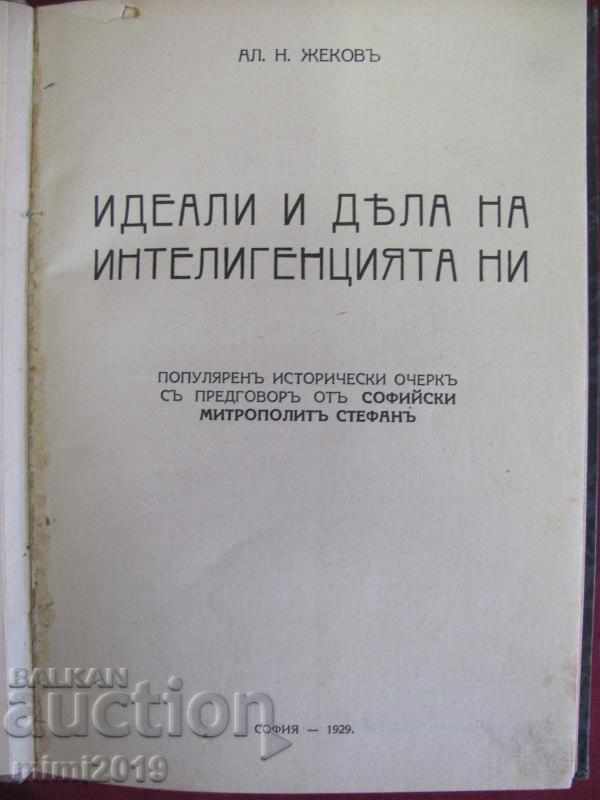 АЛ. Н. ЖЕКОВЪ
ИДЕАЛИ И ДѢЛА НА
ИНТЕЛИГЕНЦИЯТА НИ
ПОПУЛЯРЕНЪ ИСТОРИЧЕСКИ ОЧЕРКЪ
СЪ ПРЕДГОВОРЪ ОТЪ СОФИЙСКИ
МИТРОПОЛИТЪ СТЕФАНЪ
СОФИЯ — 1929.
BALKAN
auction
mimi2019